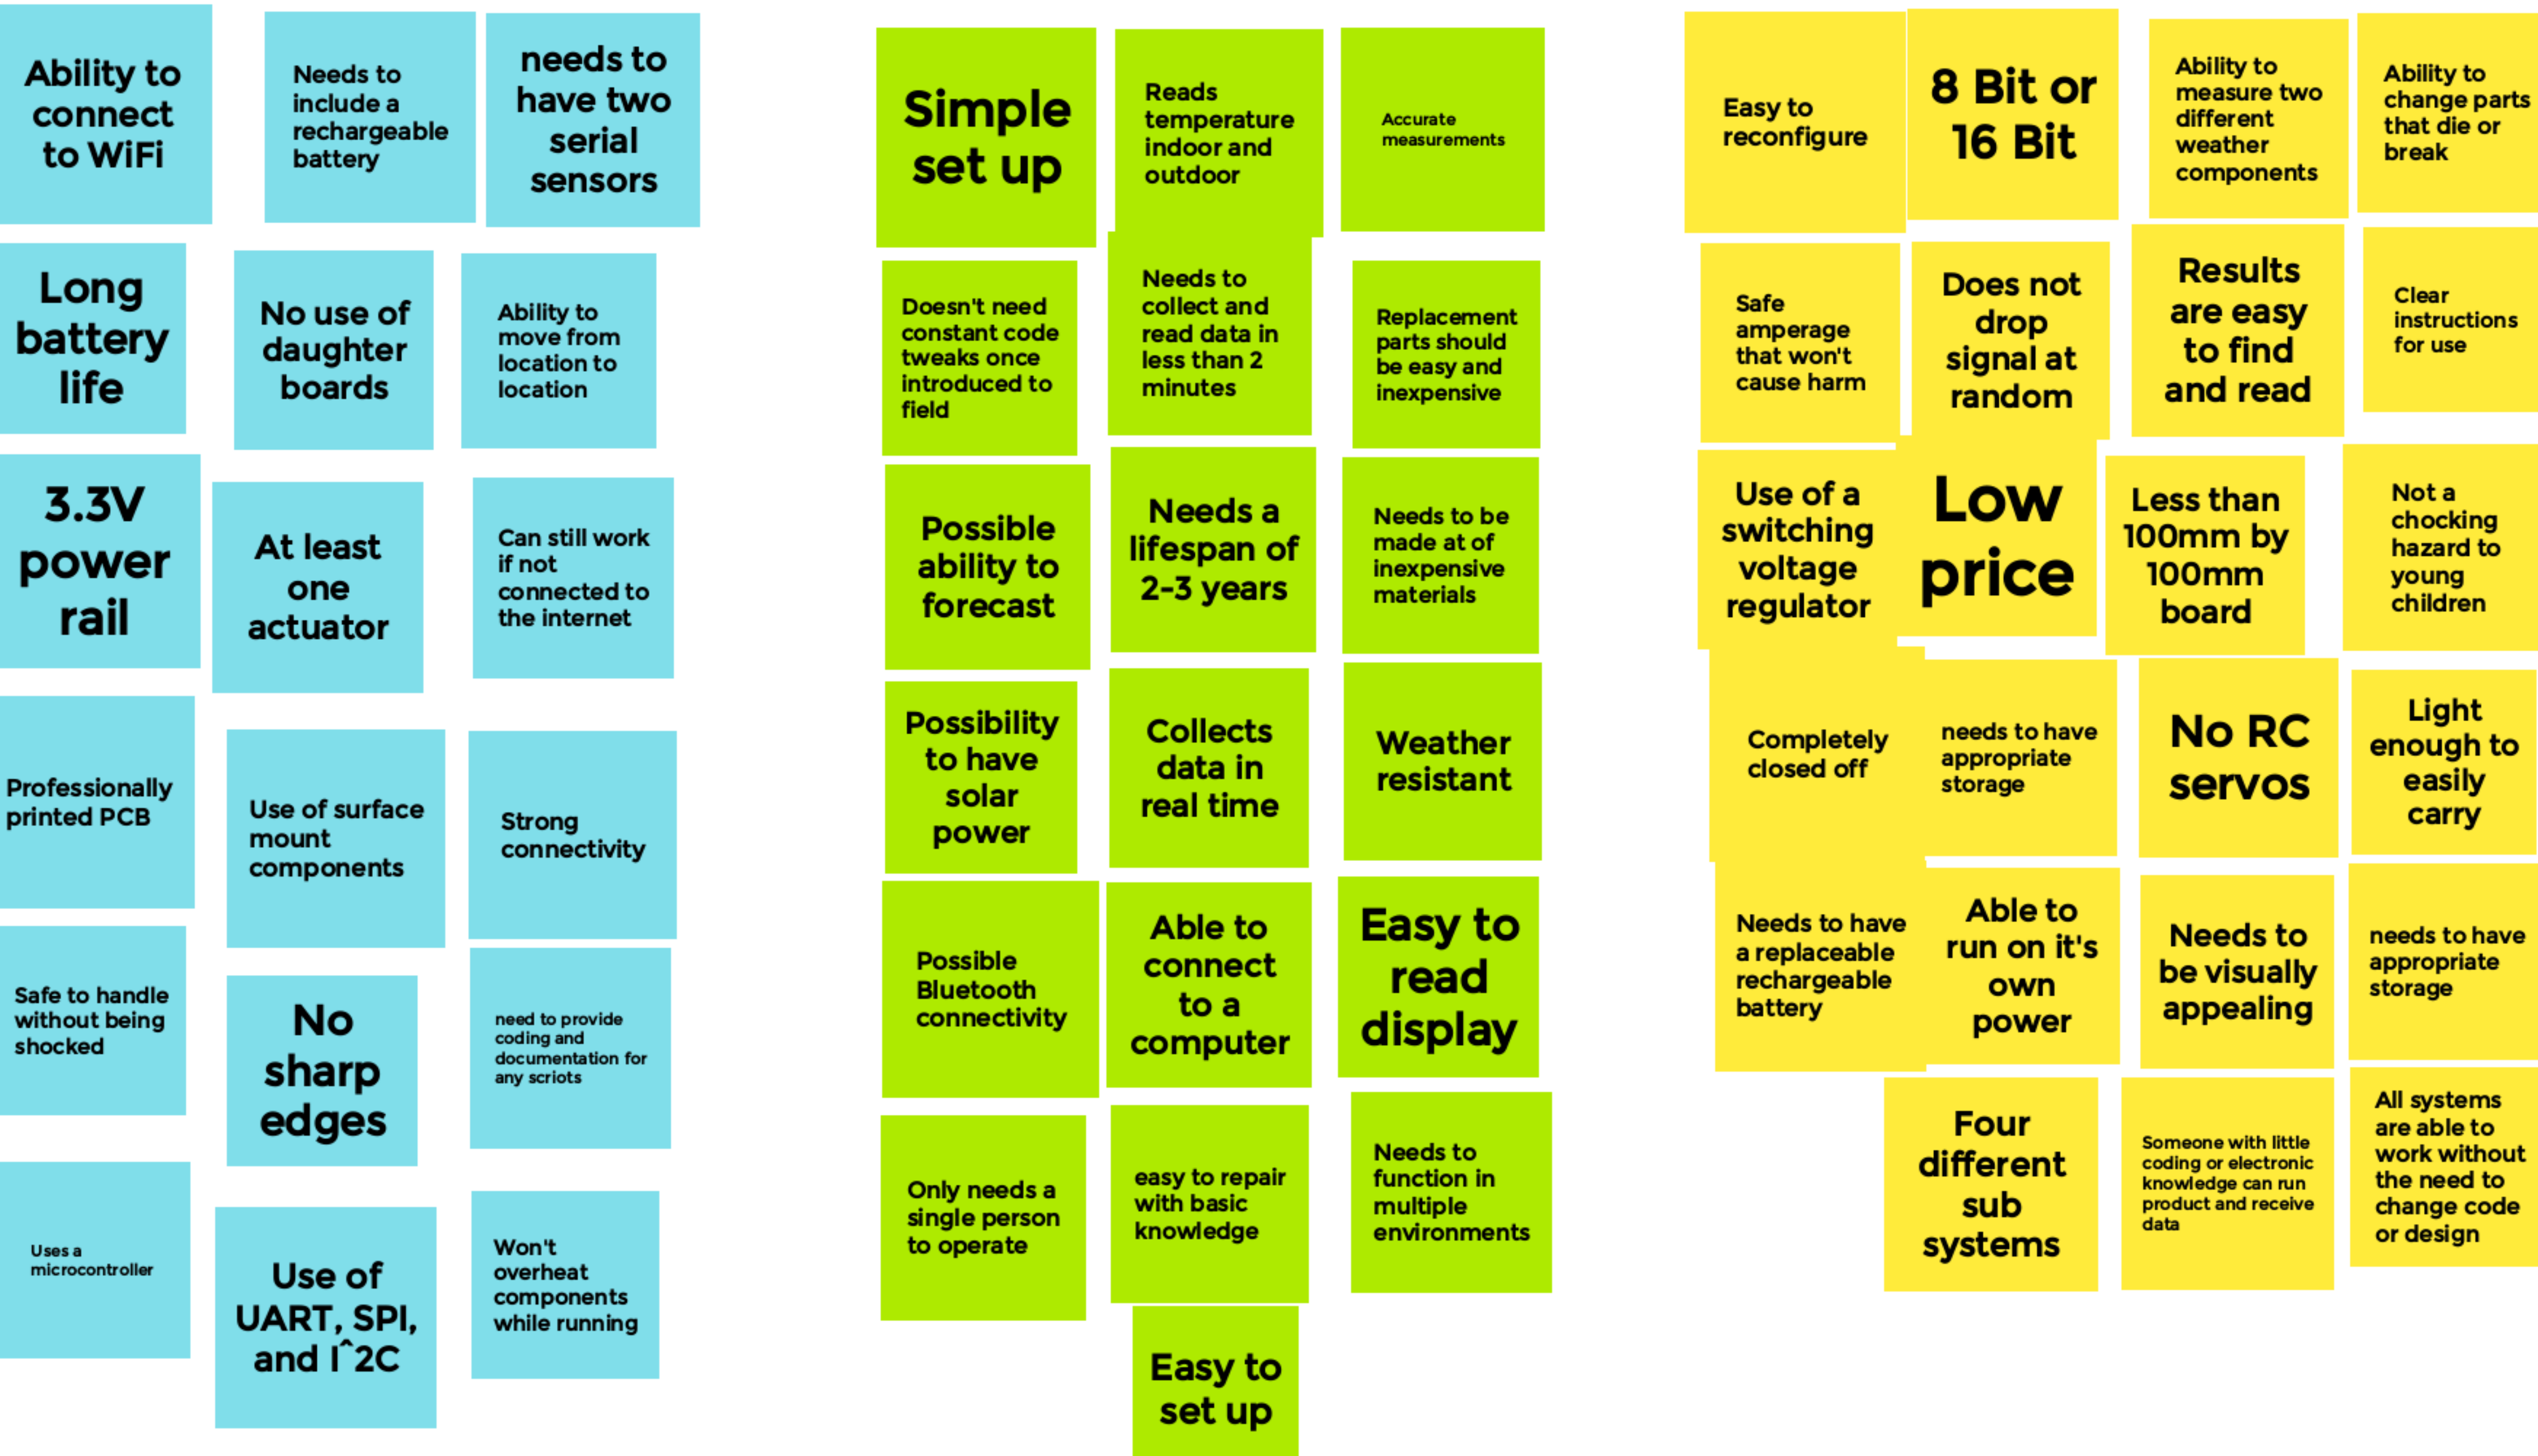 Ability to
connect
to WiFi
Needs to
include a
rechargeable
battery
needs to
have two
serial
sensors
Long
battery
life
No use of
daughter
boards
Ability to
move from
location to
location
3.3V
power
rail
At least
one
actuator
Can still work
if not
connected to
the internet
Professionally
printed PCB
Use of surface
mount
components
Strong
connectivity
Safe to handle
without being
shocked
No
sharp
edges
need to provide
coding and
documentation for
any scriots
Uses a
microcontroller
Use of
UART, SPI,
and I^2C
Won't
overheat
components
while running
Simple
set up
Reads
temperature
indoor and
outdoor
Accurate
measurements
Doesn't need
constant code
tweaks once
introduced to
field
Needs to
collect and
read data in
less than 2
minutes
Replacement
parts should
be easy and
inexpensive
Possible
ability to
forecast
Needs a
lifespan of
2-3 years
Needs to be
made at of
inexpensive
materials
Possibility
to have
solar
power
Collects
data in
real time
Weather
resistant
Possible
Bluetooth
connectivity
Able to
connect
to a
computer
Easy to
read
display
Only needs a
single person
to operate
easy to repair
with basic
knowledge
Needs to
function in
multiple
environments
Easy to
set up
Easy to
reconfigure
8 Bit or
16 Bit
Ability to
measure two
different
weather
components
Ability to
change parts
that die or
break
Safe
amperage
that won't
cause harm
Does not
drop
signal at
random
Results
are easy
to find
and read
Clear
instructions
for use
Use of a
switching
voltage
regulator
Low
price
Less than
100mm by
100mm
board
Not a
chocking
hazard to
young
children
Completely
closed off
needs to have
appropriate
storage
No RC
servos
Light
enough to
easily
carry
Needs to have
a replaceable
rechargeable
battery
Able to
run on it's
own
power
Needs to
be visually
appealing
needs to have
appropriate
storage
Four
different
sub
systems
Someone with little
coding or electronic
knowledge can run
product and receive
data
All systems
are able to
work without
the need to
change code
or design